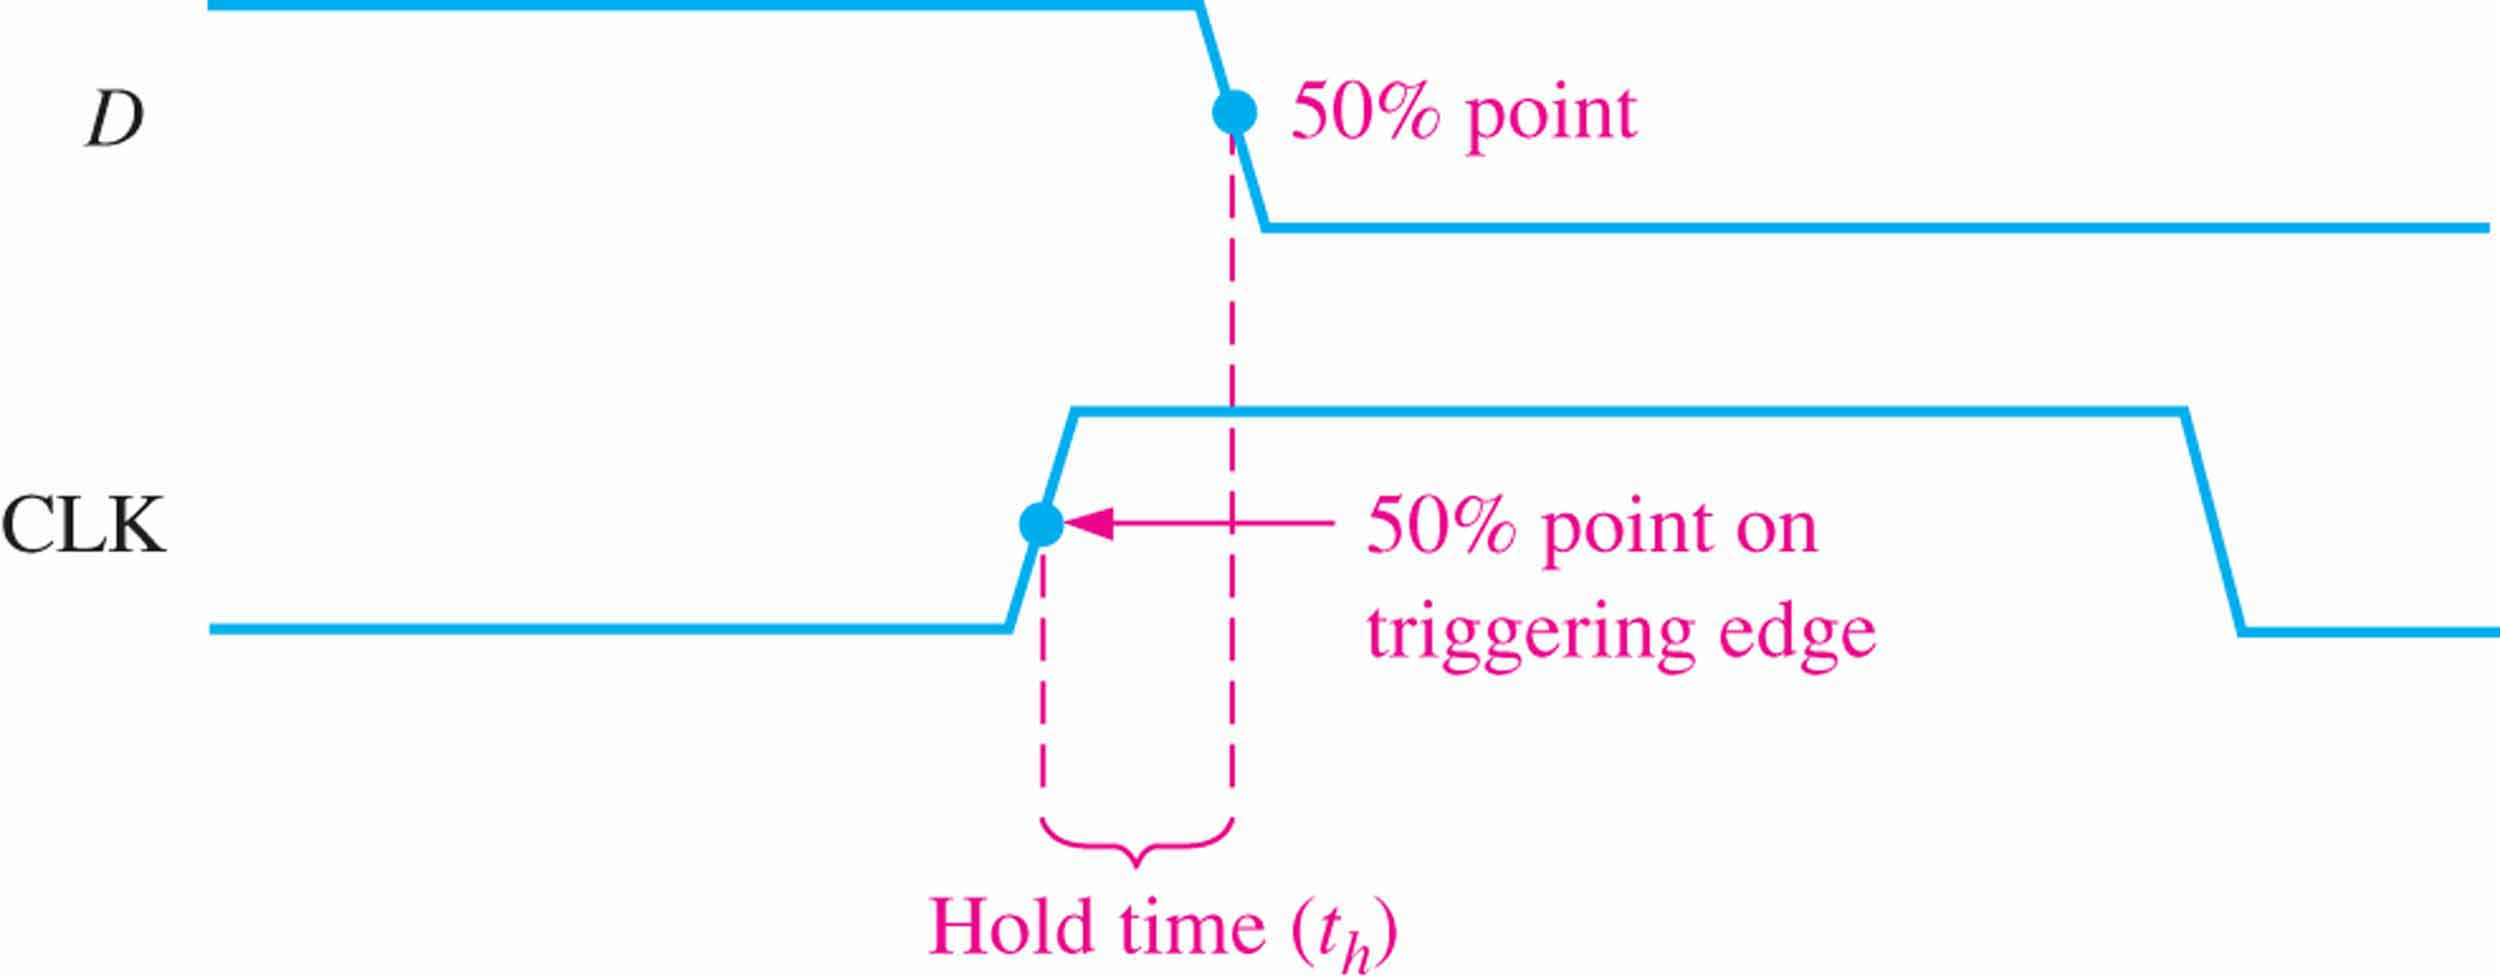 D
50% point
CLK
50% point on
triggering edge
Hold time (tₕ)